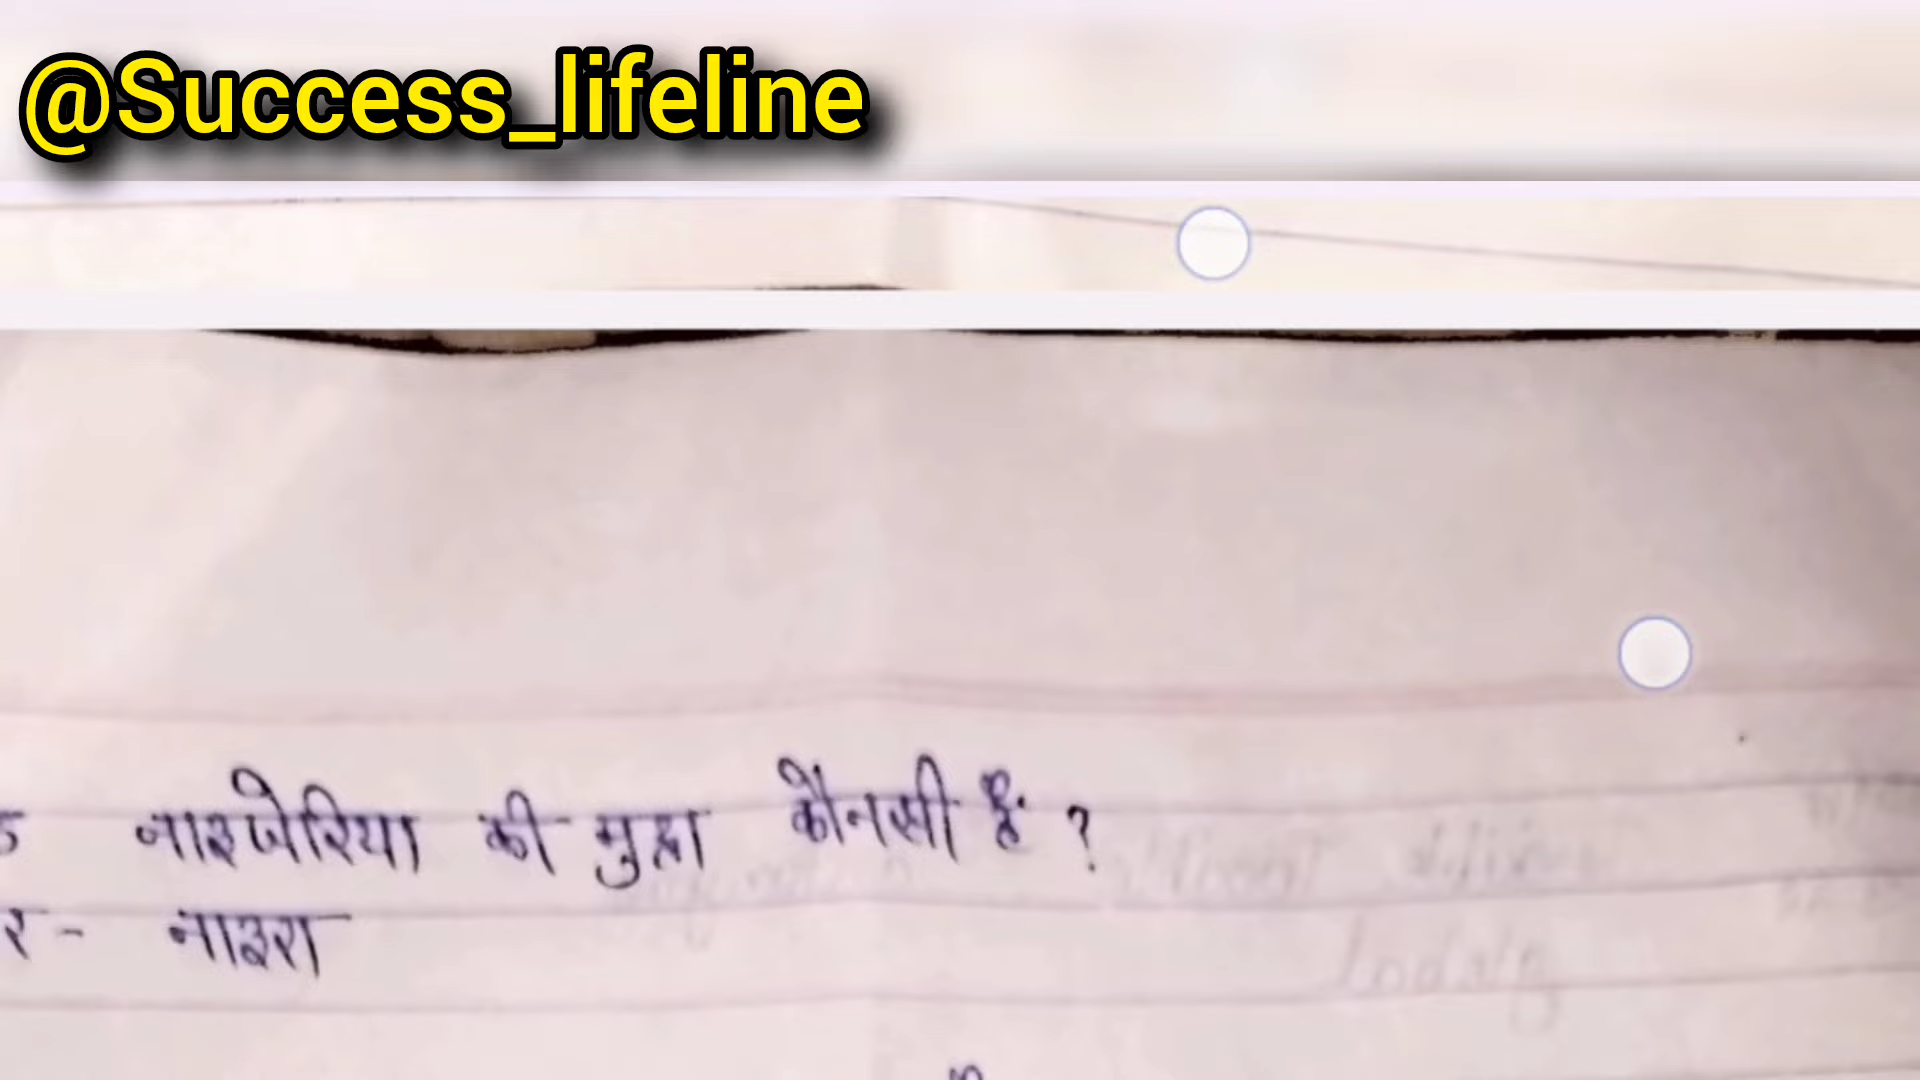 @Success_lifeline
नाइजेरिया की मुद्रा कौनसी है ?
र - नाइरा